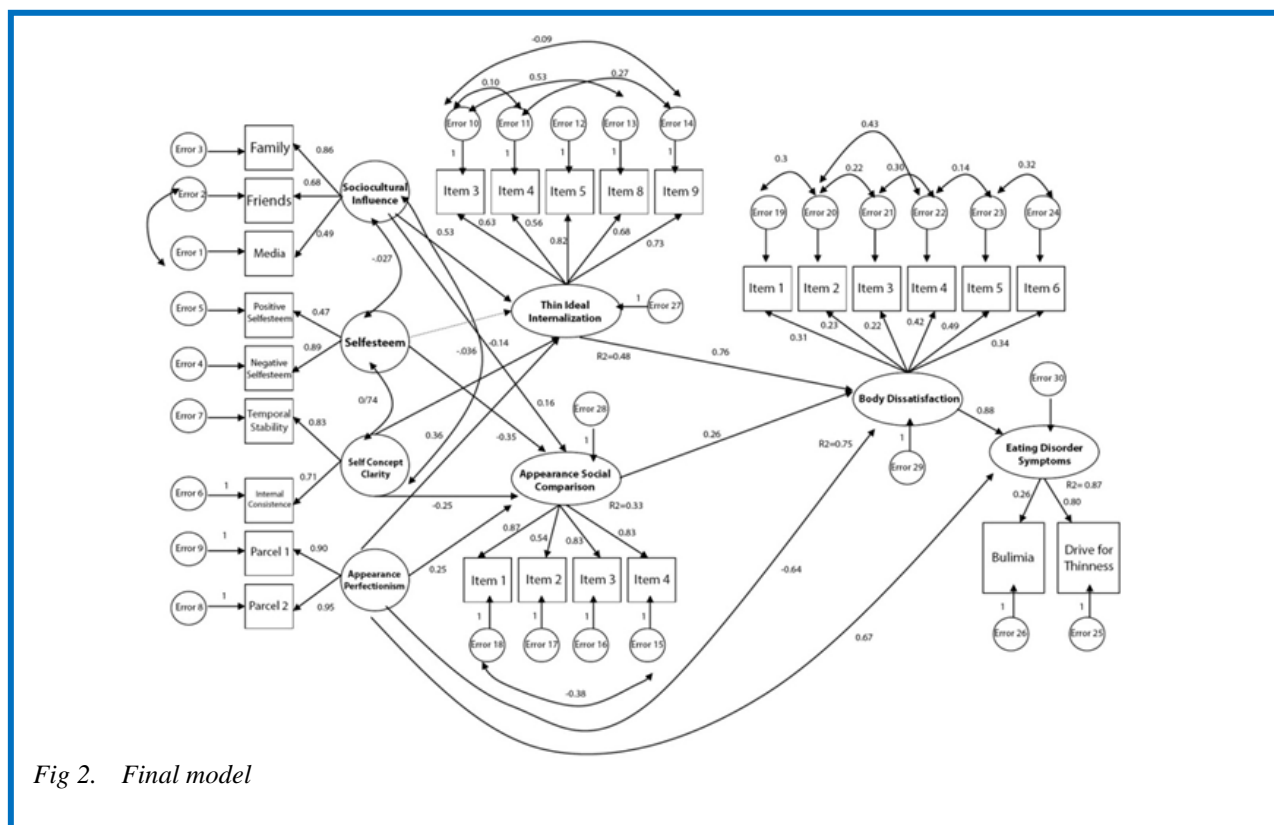 -0.09
0.53
0.10
0.27
Error 10
Error 11
Error 12
Error 13
Error 14
1
1
1
1
1
Item 3
Item 4
Item 5
Item 8
Item 9
0.63
0.56
0.82
0.68
0.73
Error 3
Family
0.86
Error 2
Friends
0.68
Error 1
Media
0.49
Sociocultural
Influence
0.53
-.027
Error 5
Positive
Selfesteem
0.47
Error 4
Negative
Selfesteem
0.89
Selfesteem
Thin Ideal
Internalization
1
Error 27
-.036
-0.14
R2=0.48
0.76
0/74
Error 7
Temporal
Stability
0.83
Error 6
1
Internal
Consistence
0.71
Self Concept
Clarity
0.36
0.16
-0.35
-0.25
Error 28
1
Appearance Social
Comparison
R2=0.33
0.26
Error 9
1
Parcel 1
0.90
Error 8
1
Parcel 2
0.95
Appearance
Perfectionism
0.25
0.87
0.54
0.83
0.83
Item 1
Item 2
Item 3
Item 4
1
1
1
1
Error 18
Error 17
Error 16
Error 15
-0.38
0.43
0.3
0.22
0.30
0.14
0.32
Error 19
Error 20
Error 21
Error 22
Error 23
Error 24
Item 1
Item 2
Item 3
Item 4
Item 5
Item 6
0.31
0.23
0.22
0.42
0.49
0.34
Body Dissatisfaction
R2=0.75
1
Error 29
0.88
Error 30
Eating Disorder
Symptoms
R2= 0.87
0.26
0.80
Bulimia
Drive for
Thinness
1
1
Error 26
Error 25
-0.64
0.67
Fig 2. Final model